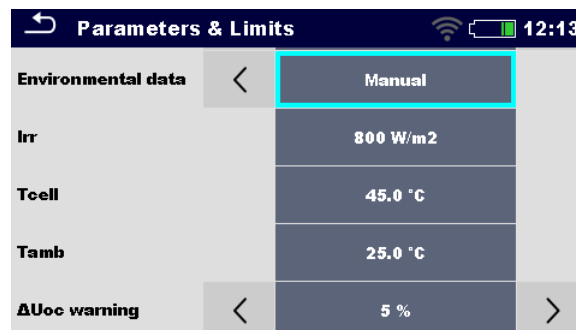 Parameters & Limits 12:13
Environmental data Manual
Irr 800 W/m2
Tcell 45.0 °C
Tamb 25.0 °C
ΔUoc warning 5 %